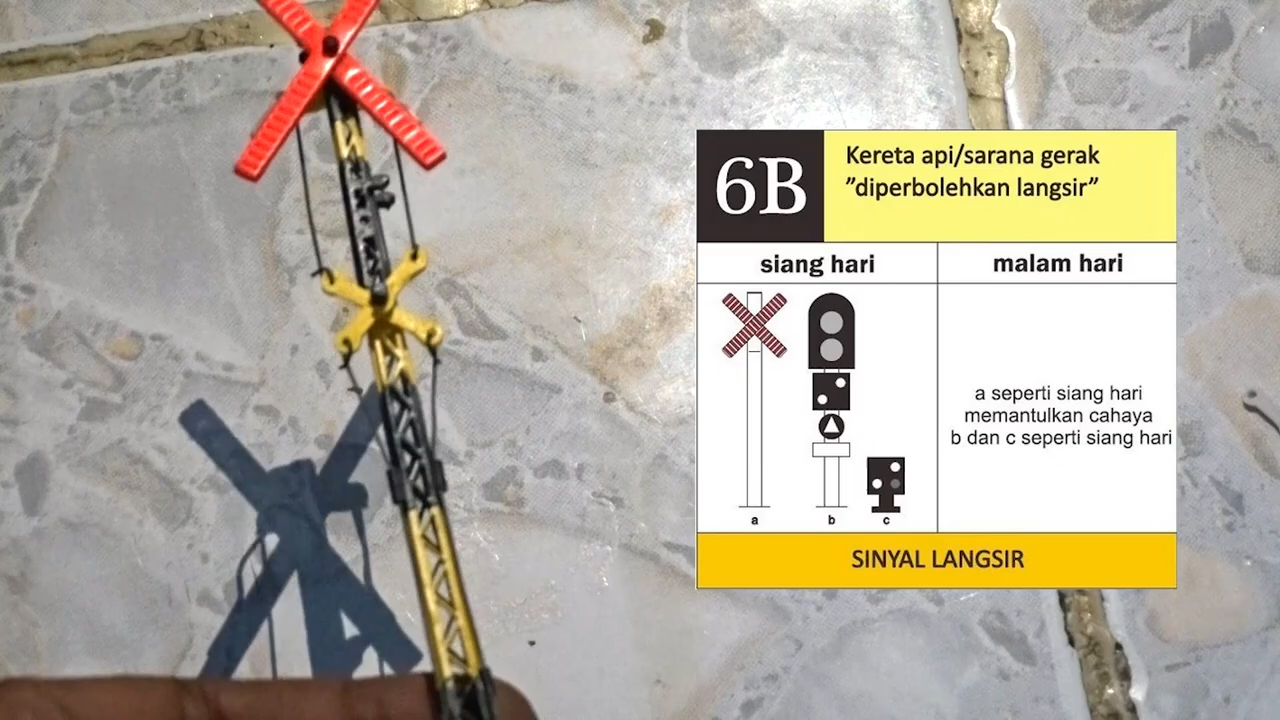 6B
Kereta api/sarana gerak
”diperbolehkan langsir”
siang hari
malam hari
a
b
c
a seperti siang hari
memantulkan cahaya
b dan c seperti siang hari
SINYAL LANGSIR